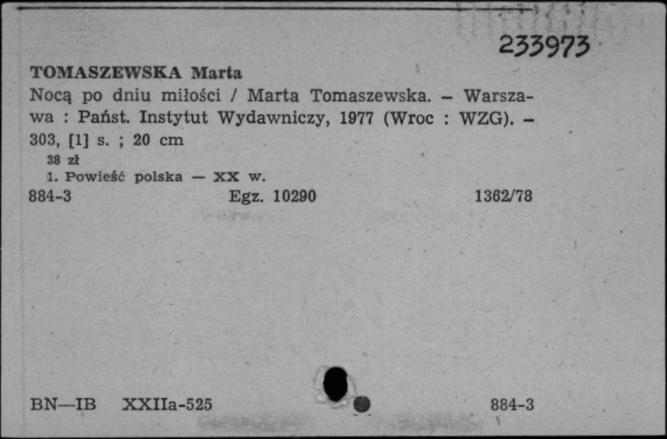 233973
TOMASZEWSKA Marta
Nocą po dniu miłości / Marta Tomaszewska. — Warsza-
wa : Państ. Instytut Wydawniczy, 1977 (Wroc : WZG). —
303, [1] s. ; 20 cm
38 zł
1. Powieść polska — XX w.
884-3 Egz. 10290 1362/78
BN—IB XXIIa-525 884-3